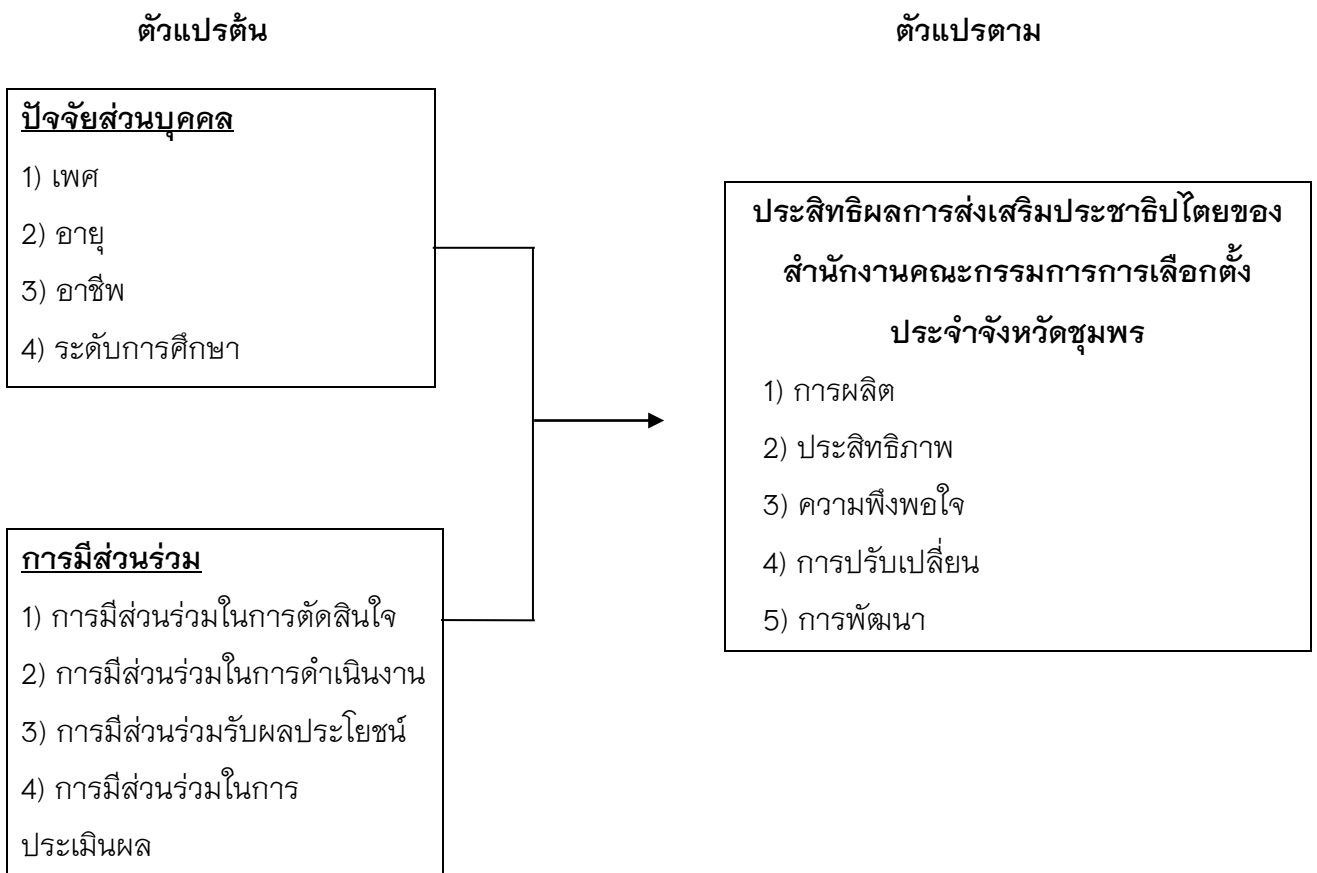 ตัวแปรต้น
ตัวแปรตาม
ปัจจัยส่วนบุคคล
1) เพศ
2) อายุ
3) อาชีพ
4) ระดับการศึกษา
การมีส่วนร่วม
1) การมีส่วนร่วมในการตัดสินใจ
2) การมีส่วนร่วมในการดำเนินงาน
3) การมีส่วนร่วมรับผลประโยชน์
4) การมีส่วนร่วมในการ
ประเมินผล
ประสิทธิผลการส่งเสริมประชาธิปไตยของ
สำนักงานคณะกรรมการการเลือกตั้ง
ประจำจังหวัดชุมพร
1) การผลิต
2) ประสิทธิภาพ
3) ความพึงพอใจ
4) การปรับเปลี่ยน
5) การพัฒนา